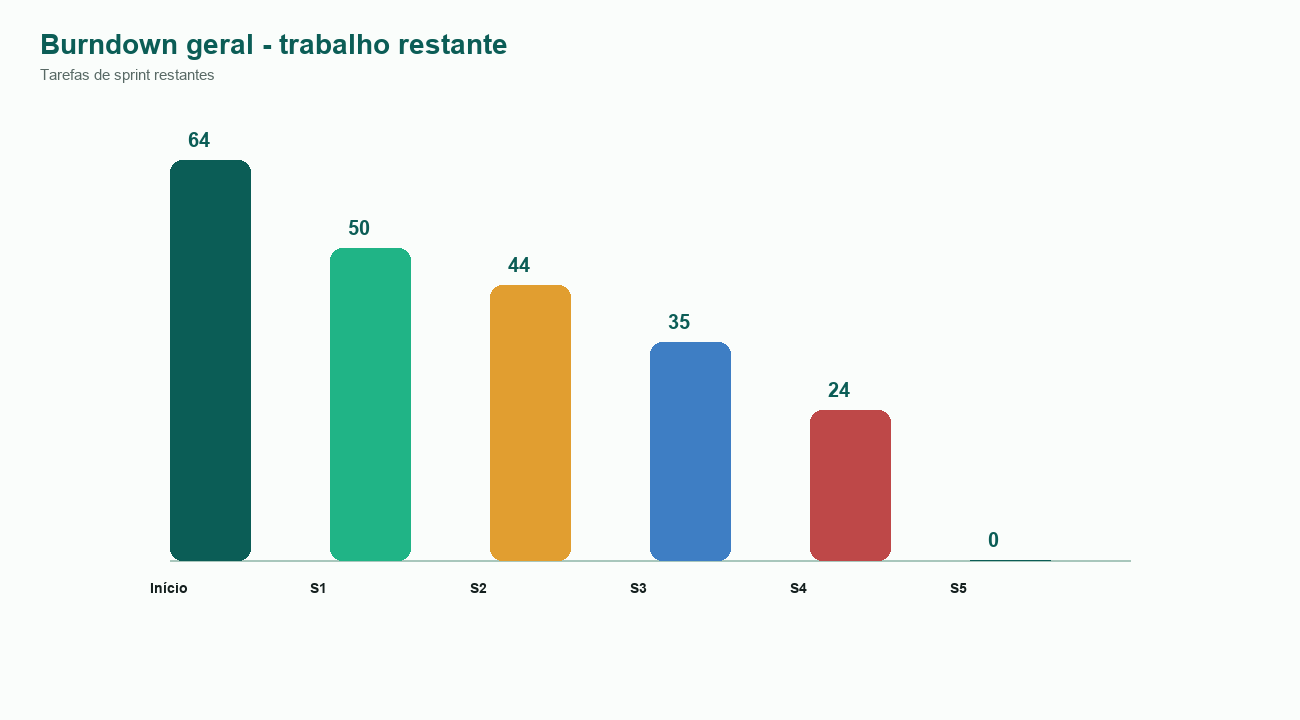 Burndown geral - trabalho restante
Tarefas de sprint restantes
64
50
44
35
24
0
Início
S1
S2
S3
S4
S5